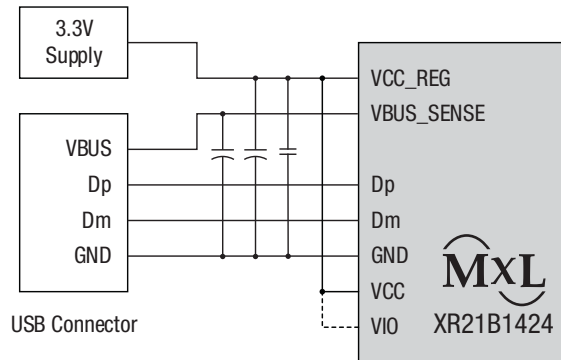 3.3V
Supply
VCC_REG
VBUS_SENSE
VBUS
Dp
Dp
Dm
Dm
GND
GND
MxL
VCC
USB Connector
VIO
XR21B1424